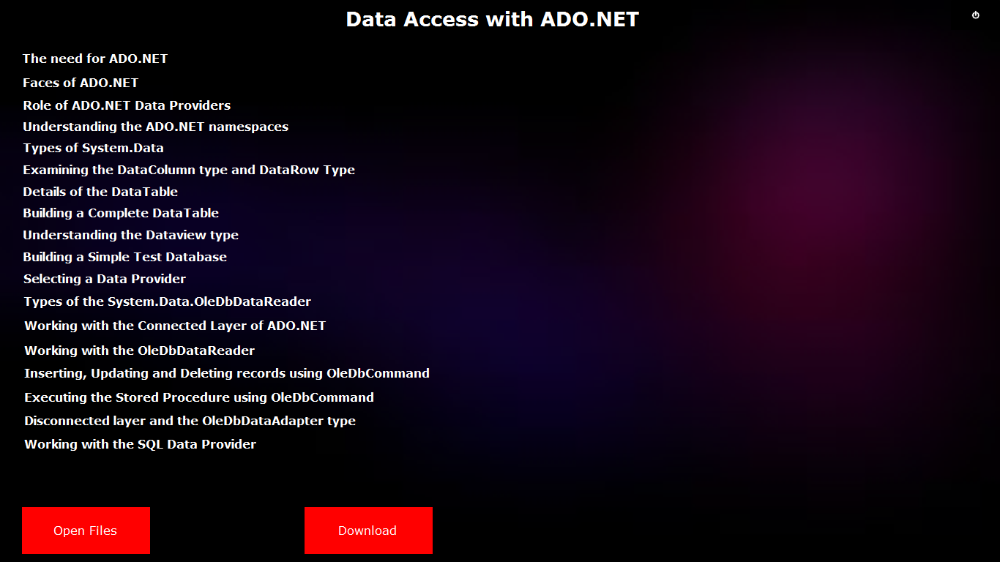 Data Access with ADO.NET
The need for ADO.NET
Faces of ADO.NET
Role of ADO.NET Data Providers
Understanding the ADO.NET namespaces
Types of System.Data
Examining the DataColumn type and DataRow Type
Details of the DataTable
Building a Complete DataTable
Understanding the Dataview type
Building a Simple Test Database
Selecting a Data Provider
Types of the System.Data.OleDbDataReader
Working with the Connected Layer of ADO.NET
Working with the OleDbDataReader
Inserting, Updating and Deleting records using OleDbCommand
Executing the Stored Procedure using OleDbCommand
Disconnected layer and the OleDbDataAdapter type
Working with the SQL Data Provider
Open Files
Download